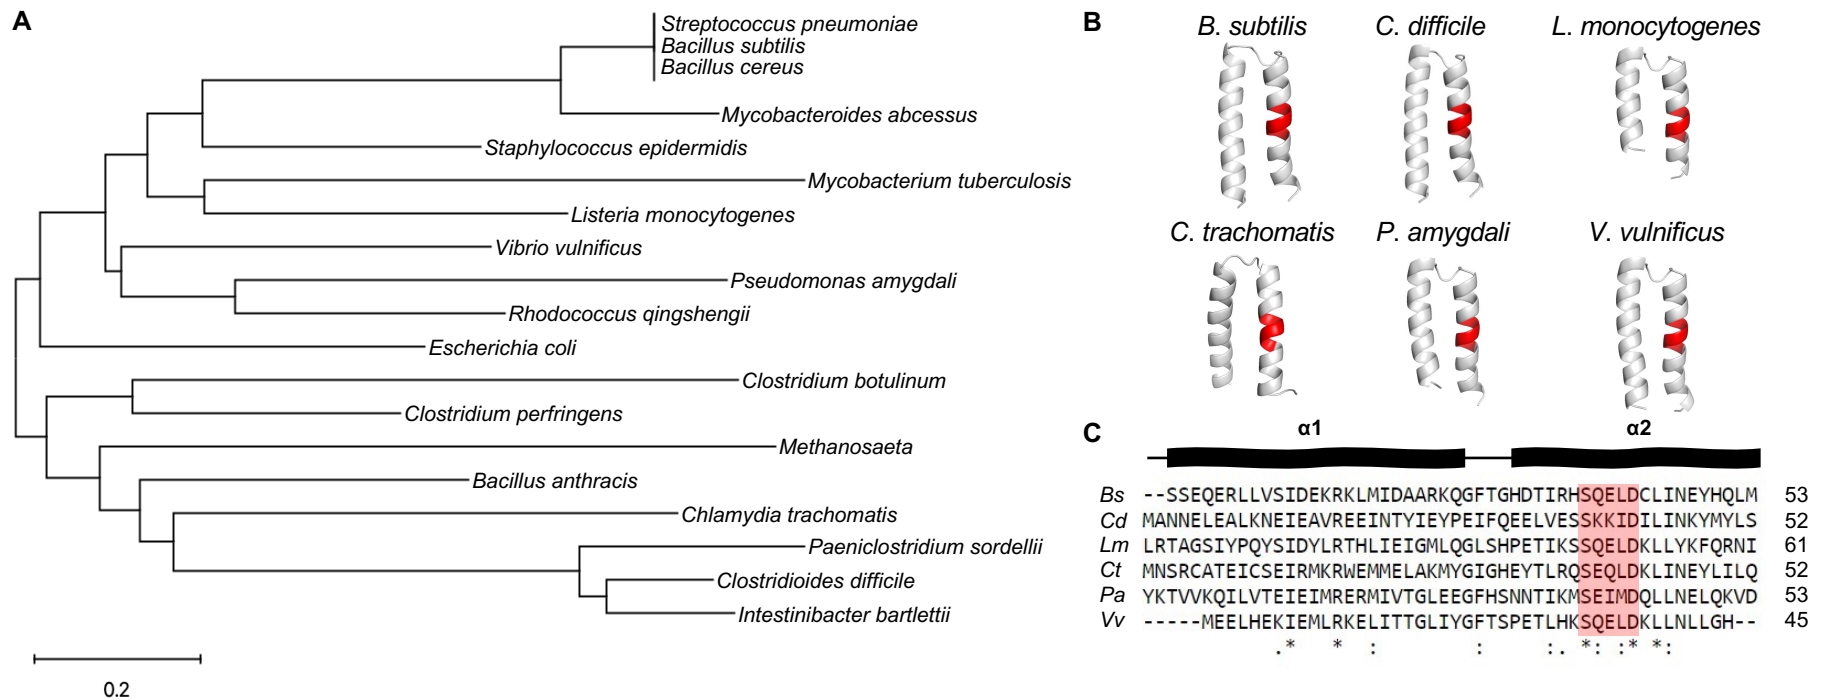 A
Streptococcus pneumoniae
Bacillus subtilis
Bacillus cereus
Mycobacteroides abcessus
Staphylococcus epidermidis
Mycobacterium tuberculosis
Listeria monocytogenes
Vibrio vulnificus
Pseudomonas amygdali
Rhodococcus qingshengii
Escherichia coli
Clostridium botulinum
Clostridium perfringens
Methanosaeta
Bacillus anthracis
Chlamydia trachomatis
Paeniclostridium sordellii
Clostridioides difficile
Intestinibacter bartlettii
0.2
B
B. subtilis C. difficile L. monocytogenes
C. trachomatis P. amygdali V. vulnificus
C
α1 α2
Bs --SSEQERLLVSIDEKRKLMIDAARKQGFTGHDTIRHSQELDCLINEYHQLM 53
Cd MANNELEALKNEIEAVREEINTYIEYPEIFQEELVESSKKIDILINKYMYLS 52
Lm LRTAGSIYPQYSIDYLRTHLIEIGMLQGLSHPETIKSSQELDKLLYKFQRNI 61
Ct MNSRCATEICSEIRMKRWEMMELAKMYGIGHEYTLRQSEQLDKLINEYLILQ 52
Pa YKTVVKQILVTEIEIMRERMIVTGLEEGFHSNNTIKMSEIMDQLLNELQKVD 53
Vv -----MEELHEKIEMLRKELITTGLIYGFTSPETLHKSQELDKLLNLLGH-- 45
.* * : : :. *: :* *: